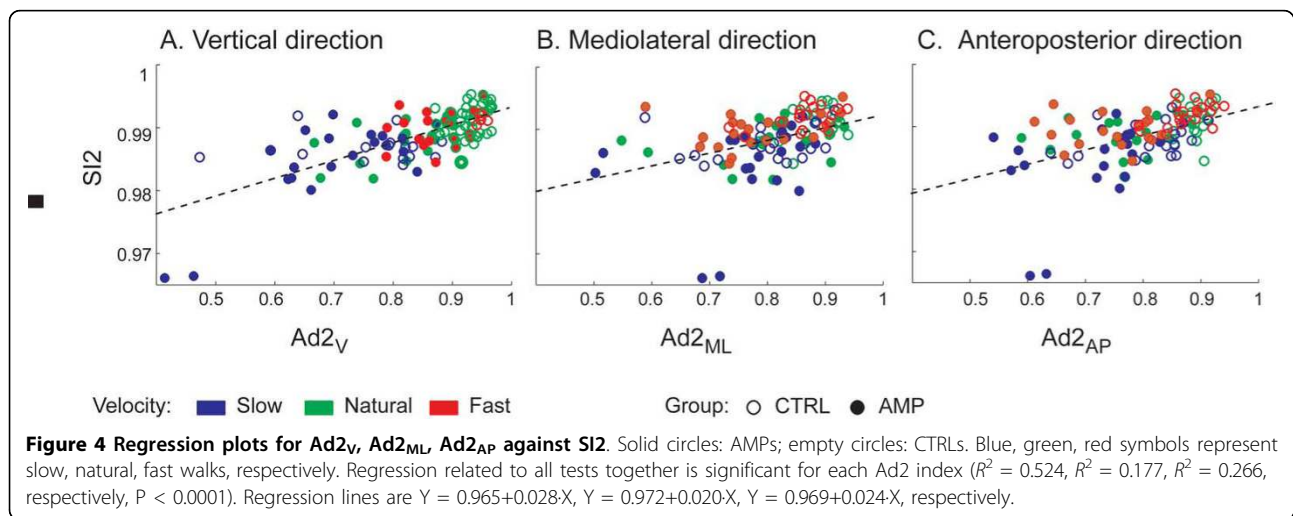 A. Vertical direction
B. Mediolateral direction
C. Anteroposterior direction
SI2
1
0.99
0.98
0.97
0.5 0.6 0.7 0.8 0.9 1
0.5 0.6 0.7 0.8 0.9 1
0.5 0.6 0.7 0.8 0.9 1
Ad2V
Ad2ML
Ad2AP
Velocity: Slow Natural Fast Group: CTRL AMP
Figure 4 Regression plots for Ad2V, Ad2ML, Ad2AP against SI2. Solid circles: AMPs; empty circles: CTRLs. Blue, green, red symbols represent
slow, natural, fast walks, respectively. Regression related to all tests together is significant for each Ad2 index (R² = 0.524, R² = 0.177, R² = 0.266,
respectively, P < 0.0001). Regression lines are Y = 0.965+0.028·X, Y = 0.972+0.020·X, Y = 0.969+0.024·X, respectively.